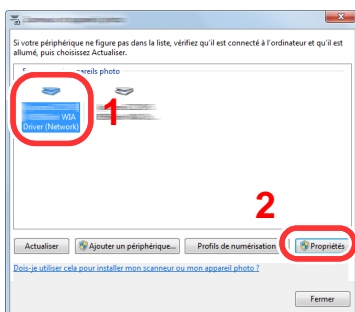 Si votre périphérique ne figure pas dans la liste, vérifiez qu'il est connecté à l'ordinateur et qu'il est
allumé, puis choisissez Actualiser.
appareils photo
1
WIA
Driver (Network)
2
Actualiser
Ajouter un périphérique...
Profils de numérisation
Propriétés
Dois-je utiliser cela pour installer mon scanneur ou mon appareil photo ?
Fermer